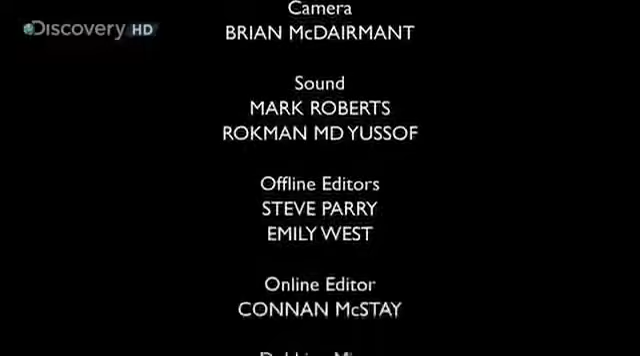 Camera
Discovery HD
BRIAN McDAIRMANT
Sound
MARK ROBERTS
ROKMAN MD YUSSOF
Offline Editors
STEVE PARRY
EMILY WEST
Online Editor
CONNAN McSTAY